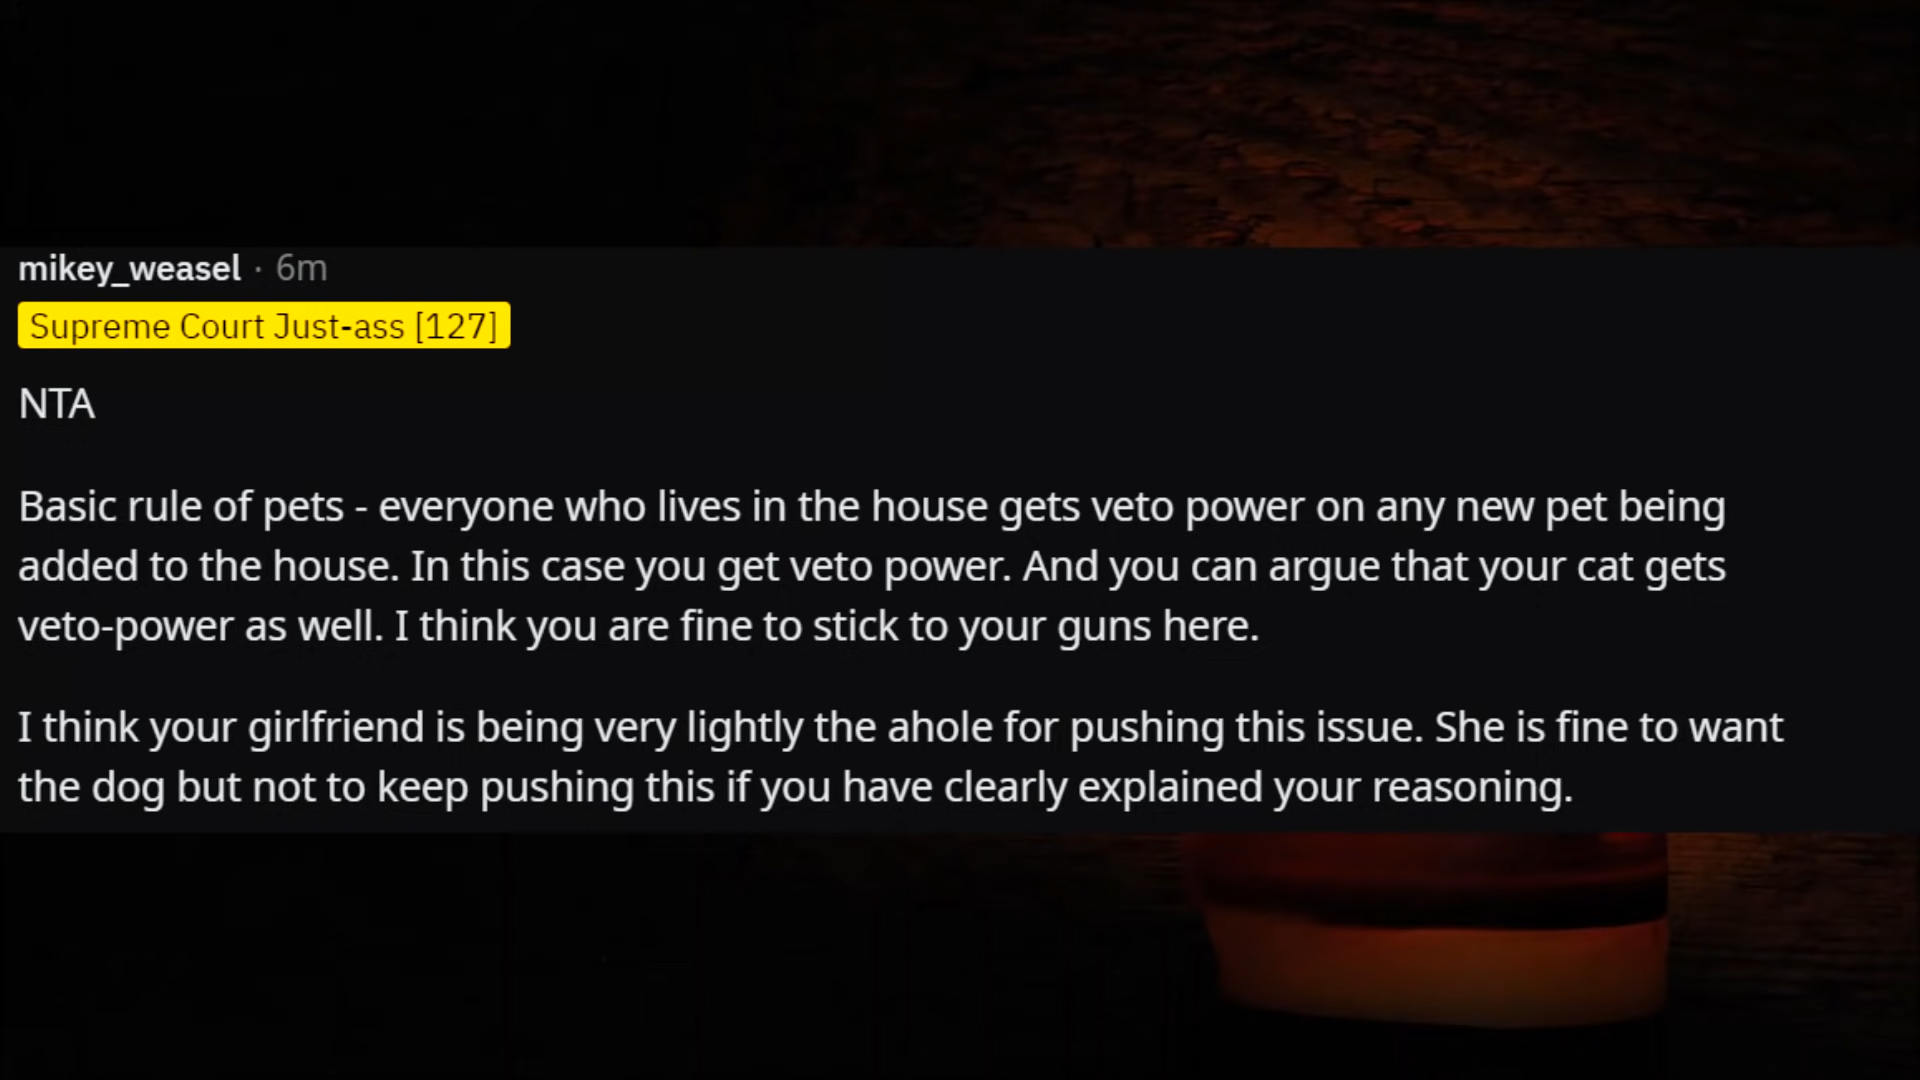 mikey_weasel · 6m
Supreme Court Just-ass [127]
NTA
Basic rule of pets - everyone who lives in the house gets veto power on any new pet being
added to the house. In this case you get veto power. And you can argue that your cat gets
veto-power as well. I think you are fine to stick to your guns here.
I think your girlfriend is being very lightly the ahole for pushing this issue. She is fine to want
the dog but not to keep pushing this if you have clearly explained your reasoning.